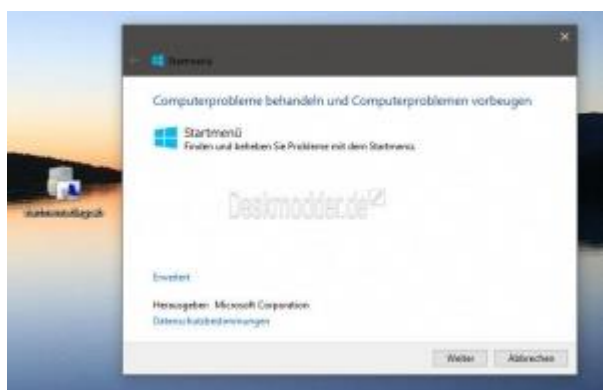 Startmenü
Computerprobleme behandeln und Computerproblemen vorbeugen
Startmenü
Finden und beheben Sie Probleme mit dem Startmenü.
Deskmodder.de
Erweitert
Herausgeber: Microsoft Corporation
Datenschutzbestimmungen
Weiter Abbrechen